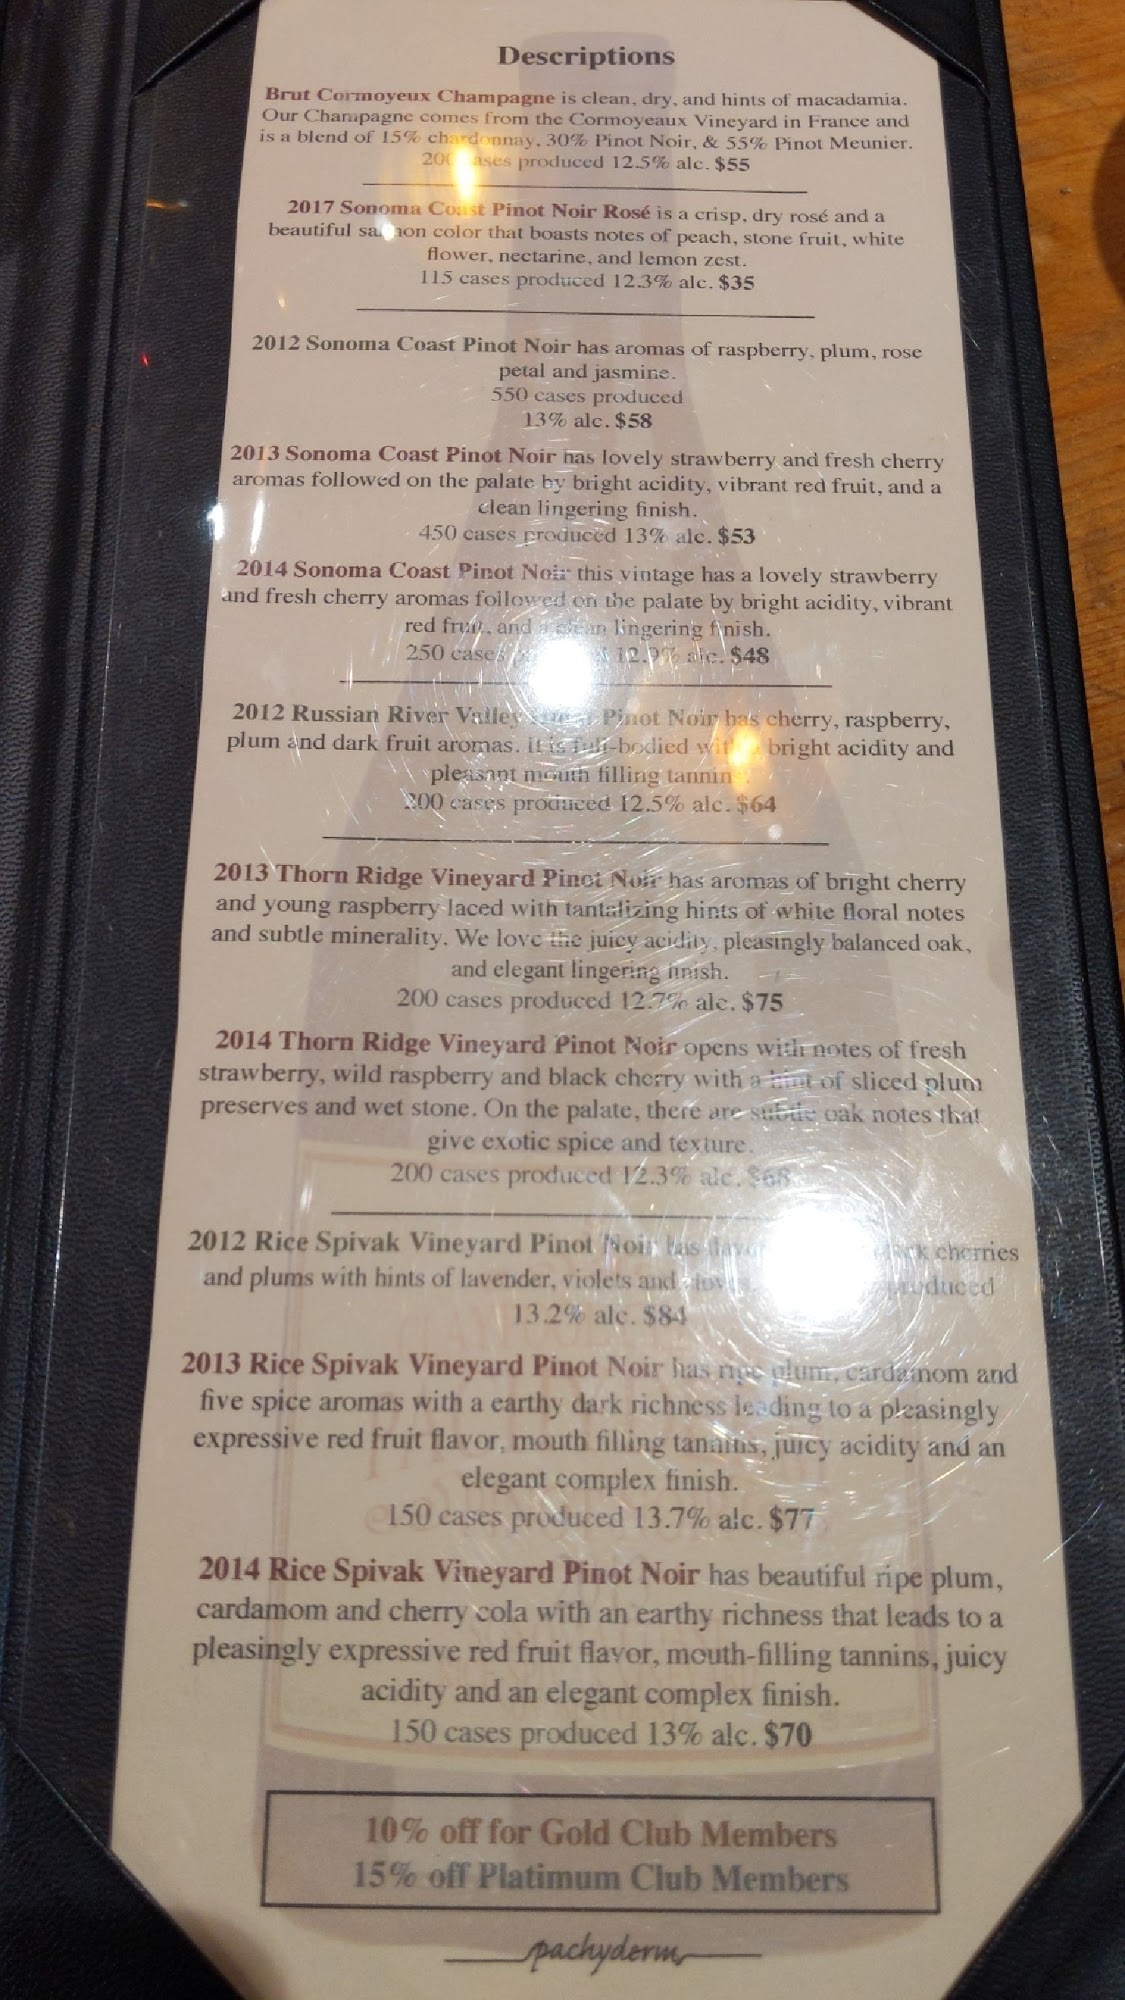 Descriptions
Brut Cormoyeux Champagne is clean, dry, and hints of macadamia.
Our Champagne comes from the Cormoyeaux Vineyard in France and
is a blend of 15% chardonnay, 30% Pinot Noir, & 55% Pinot Meunier.
produced 12.5% alc. $55
2017 Sonoma Coast Pinot Noir Rosé is a crisp, dry rosé and a
beautiful salmon color that boasts notes of peach, stone fruit, white
flower, nectarine, and lemon zest.
115 cases produced 12.3% alc. $35
2012 Sonoma Coast Pinot Noir has aromas of raspberry, plum, rose
petal and jasmine.
550 cases produced
13% alc. $58
2013 Sonoma Coast Pinot Noir has lovely strawberry and fresh cherry
aromas followed on the palate by bright acidity, vibrant red fruit, and a
clean lingering finish.
450 cases produced 13% alc. $53
2014 Sonoma Coast Pinot Noir this vintage has a lovely strawberry
and fresh cherry aromas followed on the palate by bright acidity, vibrant
red fruit, and a clean lingering finish.
250 cases 12.9% alc. $48
2012 Russian River Valley Pinot Noir has cherry, raspberry,
plum and dark fruit aromas. It is full-bodied with bright acidity and
pleasant mouth filling tannins.
200 cases produced 12.5% alc. $64
2013 Thorn Ridge Vineyard Pinot Noir has aromas of bright cherry
and young raspberry laced with tantalizing hints of white floral notes
and subtle minerality. We love the juicy acidity, pleasingly balanced oak,
and elegant lingering finish.
200 cases produced 12.7% alc. $75
2014 Thorn Ridge Vineyard Pinot Noir opens with notes of fresh
strawberry, wild raspberry and black cherry with a hint of sliced plum
preserves and wet stone. On the palate, there are subtle oak notes that
give exotic spice and texture.
200 cases produced 12.3% alc. $68
2012 Rice Spivak Vineyard Pinot Noir has cherries
and plums with hints of lavender, violets and produced
13.2% alc. $84
2013 Rice Spivak Vineyard Pinot Noir has ripe plum, cardamom and
five spice aromas with a earthy dark richness leading to a pleasingly
expressive red fruit flavor, mouth filling tannins, juicy acidity and an
elegant complex finish.
150 cases produced 13.7% alc. $77
2014 Rice Spivak Vineyard Pinot Noir has beautiful ripe plum,
cardamom and cherry cola with an earthy richness that leads to a
pleasingly expressive red fruit flavor, mouth-filling tannins, juicy
acidity and an elegant complex finish.
150 cases produced 13% alc. $70
10% off for Gold Club Members
15% off Platimum Club Members
pachyderm